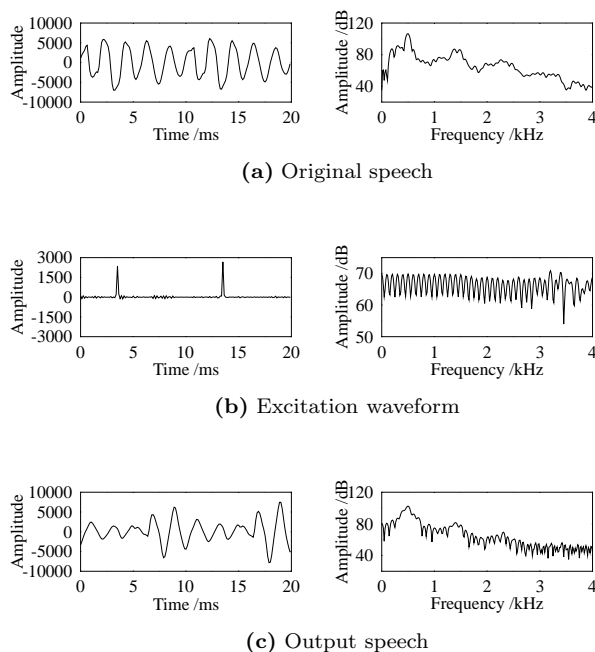 10000
5000
0
-5000
-10000
Amplitude
0 5 10 15 20
Time /ms
120
80
40
Amplitude /dB
0 1 2 3 4
Frequency /kHz
(a) Original speech
3000
1500
0
-1500
-3000
Amplitude
0 5 10 15 20
Time /ms
70
60
50
Amplitude /dB
0 1 2 3 4
Frequency /kHz
(b) Excitation waveform
10000
5000
0
-5000
-10000
Amplitude
0 5 10 15 20
Time /ms
120
80
40
Amplitude /dB
0 1 2 3 4
Frequency /kHz
(c) Output speech